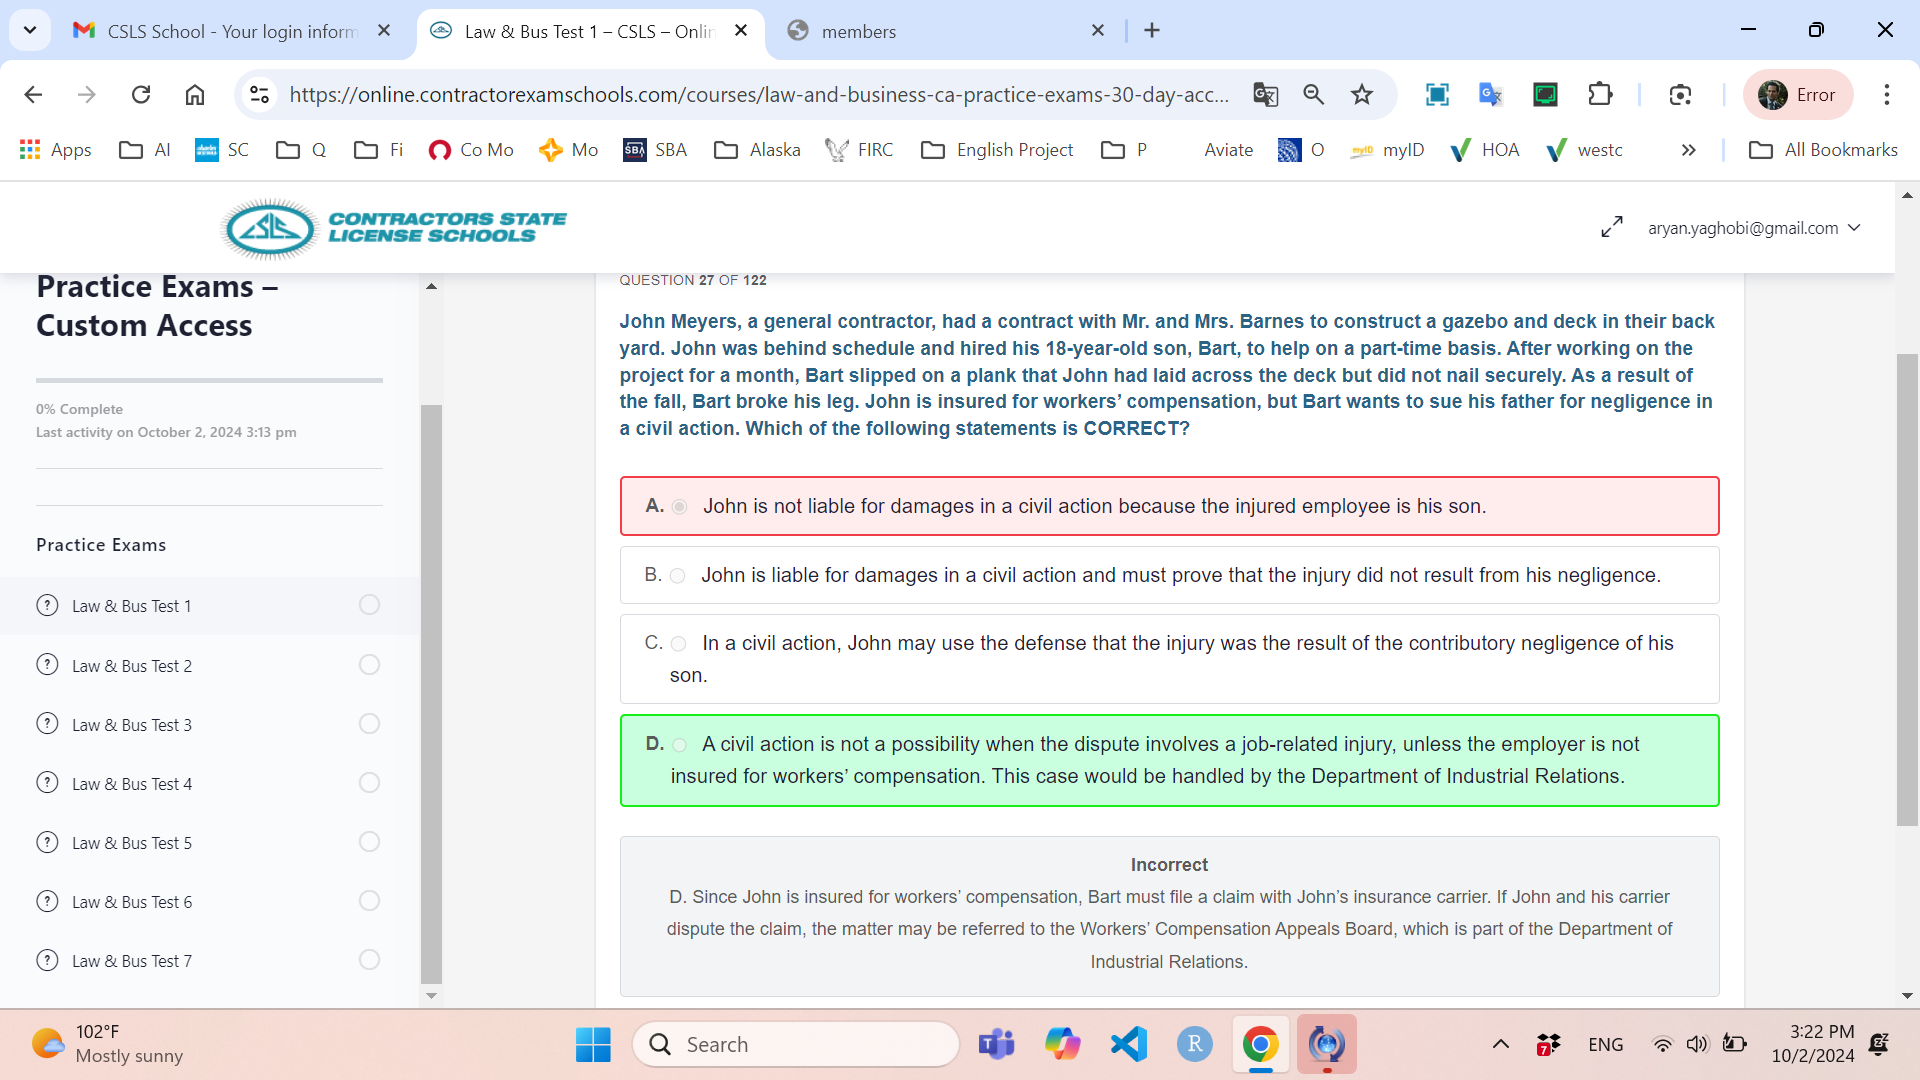 CSLS School - Your login inform
Law & Bus Test 1 – CSLS – Onlin
members
https://online.contractorexamschools.com/courses/law-and-business-ca-practice-exams-30-day-acc...
Error
Apps
AI
SC
Q
Fi
Co Mo
Mo
SBA
SBA
Alaska
FIRC
English Project
P
Aviate
O
myID
myID
HOA
westc
All Bookmarks
CSLS
CONTRACTORS STATE
LICENSE SCHOOLS
aryan.yaghobi@gmail.com
Practice Exams –
Custom Access
0% Complete
Last activity on October 2, 2024 3:13 pm
Practice Exams
? Law & Bus Test 1
? Law & Bus Test 2
? Law & Bus Test 3
? Law & Bus Test 4
? Law & Bus Test 5
? Law & Bus Test 6
? Law & Bus Test 7
QUESTION 27 OF 122
John Meyers, a general contractor, had a contract with Mr. and Mrs. Barnes to construct a gazebo and deck in their back
yard. John was behind schedule and hired his 18-year-old son, Bart, to help on a part-time basis. After working on the
project for a month, Bart slipped on a plank that John had laid across the deck but did not nail securely. As a result of
the fall, Bart broke his leg. John is insured for workers’ compensation, but Bart wants to sue his father for negligence in
a civil action. Which of the following statements is CORRECT?
A. John is not liable for damages in a civil action because the injured employee is his son.
B. John is liable for damages in a civil action and must prove that the injury did not result from his negligence.
C. In a civil action, John may use the defense that the injury was the result of the contributory negligence of his
son.
D. A civil action is not a possibility when the dispute involves a job-related injury, unless the employer is not
insured for workers’ compensation. This case would be handled by the Department of Industrial Relations.
Incorrect
D. Since John is insured for workers’ compensation, Bart must file a claim with John’s insurance carrier. If John and his carrier
dispute the claim, the matter may be referred to the Workers’ Compensation Appeals Board, which is part of the Department of
Industrial Relations.
102°F
Mostly sunny
Search
R
7
ENG
3:22 PM
10/2/2024